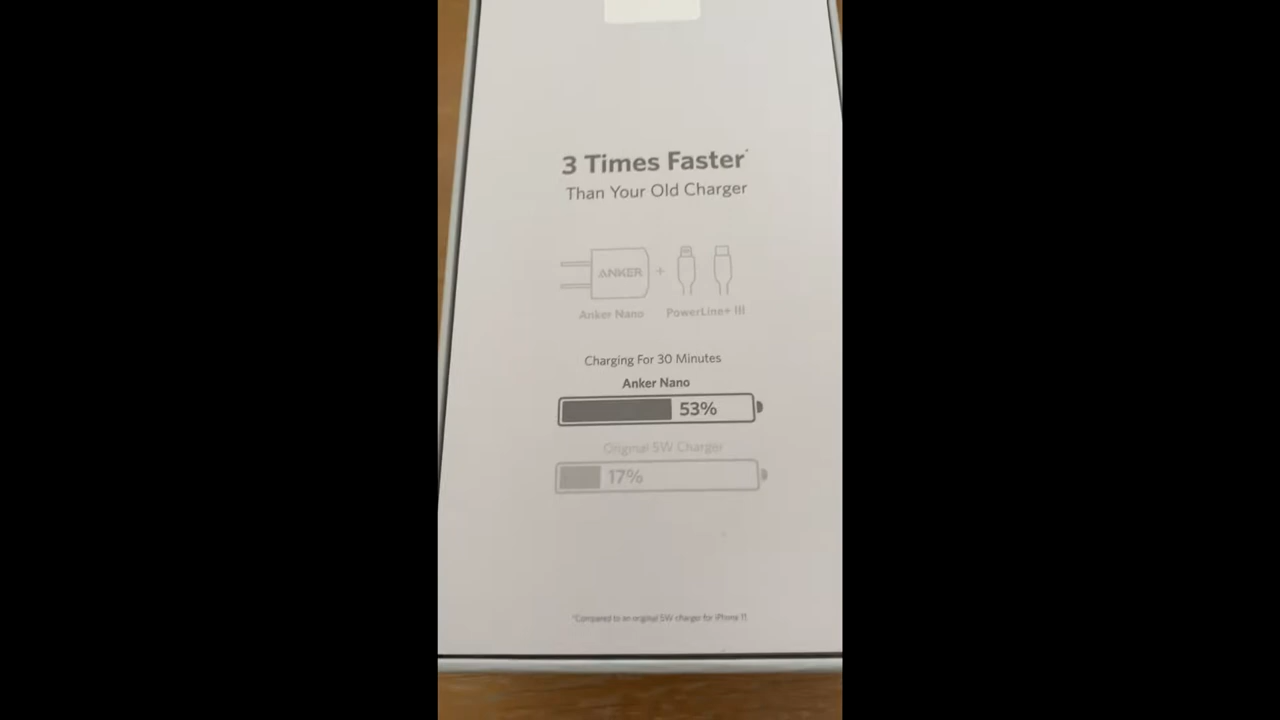 3 Times Faster*
Than Your Old Charger
ANKER
+
Anker Nano PowerLine+ III
Charging For 30 Minutes
Anker Nano
53%
Original 5W Charger
17%
*Compared to an original 5W charger for iPhone 11